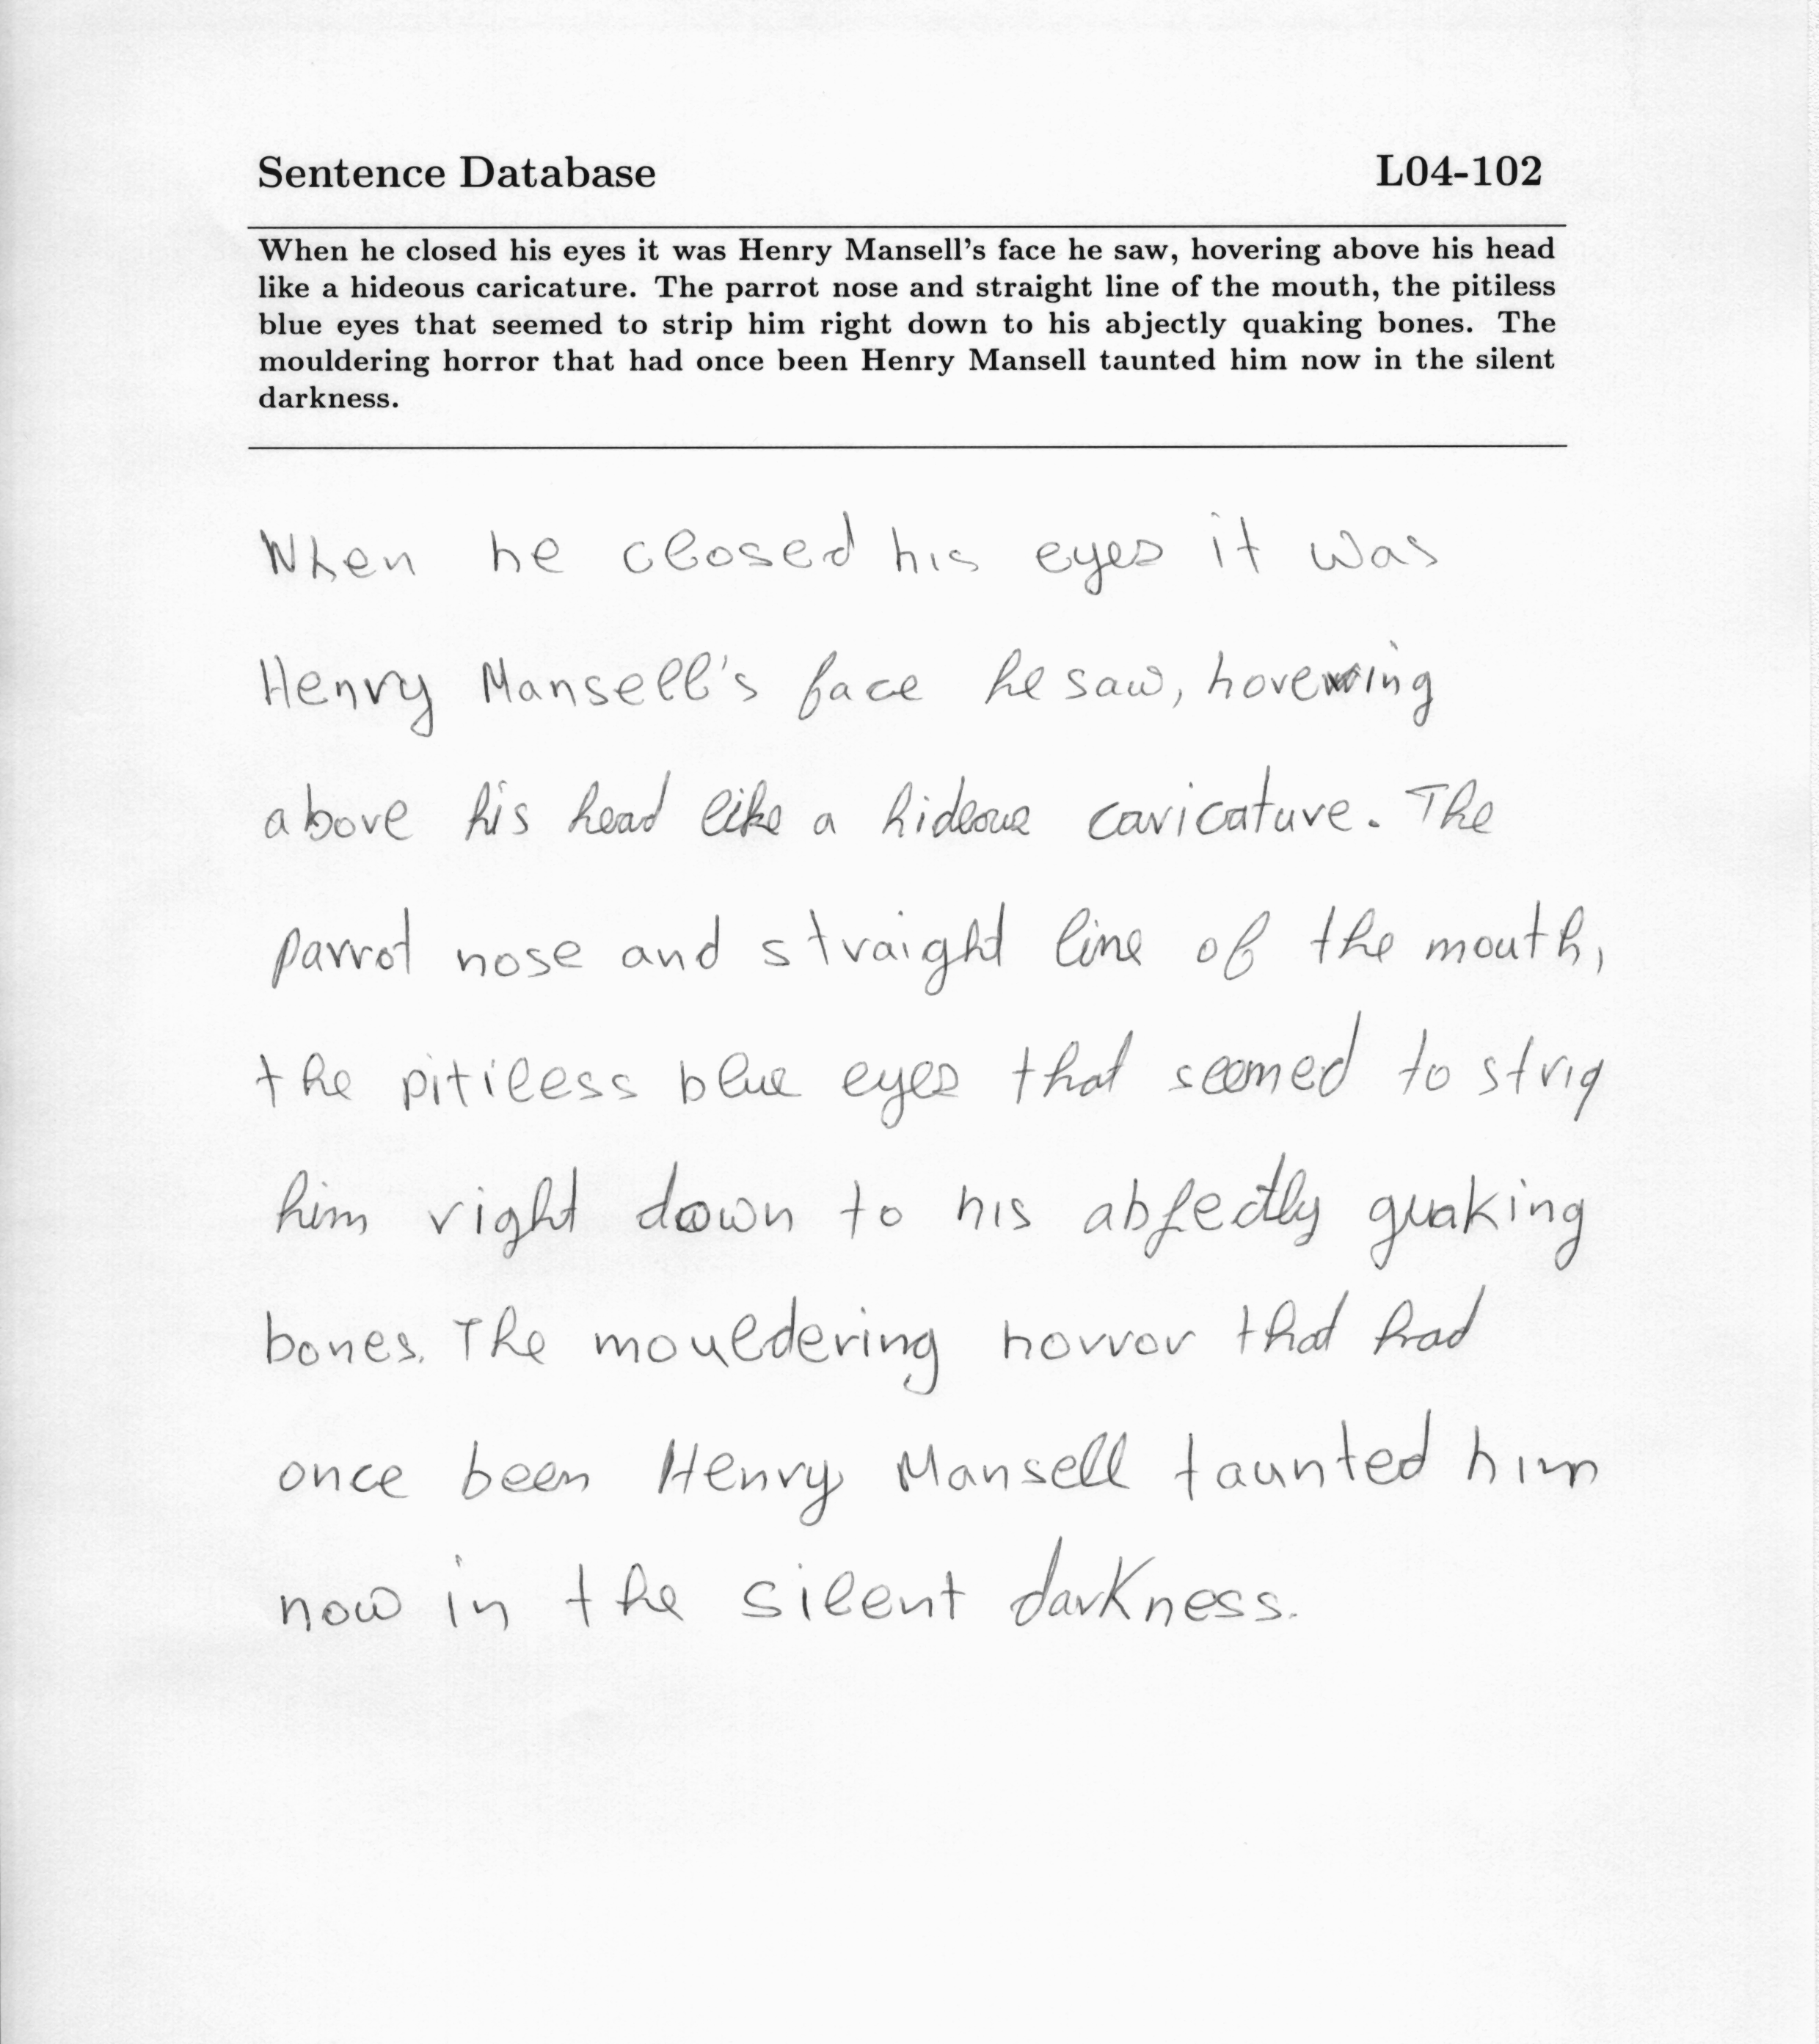 Sentence Database L04-102
When he closed his eyes it was Henry Mansell's face he saw, hovering above his head
like a hideous caricature. The parrot nose and straight line of the mouth, the pitiless
blue eyes that seemed to strip him right down to his abjectly quaking bones. The
mouldering horror that had once been Henry Mansell taunted him now in the silent
darkness.
When he closed his eyes it was
Henry Mansell's face he saw, hovering
above his head like a hideous caricature. The
parrot nose and straight line of the mouth,
the pitiless blue eyes that seemed to strip
him right down to his abjectly quaking
bones. The mouldering horror that had
once been Henry Mansell taunted him
now in the silent darkness.